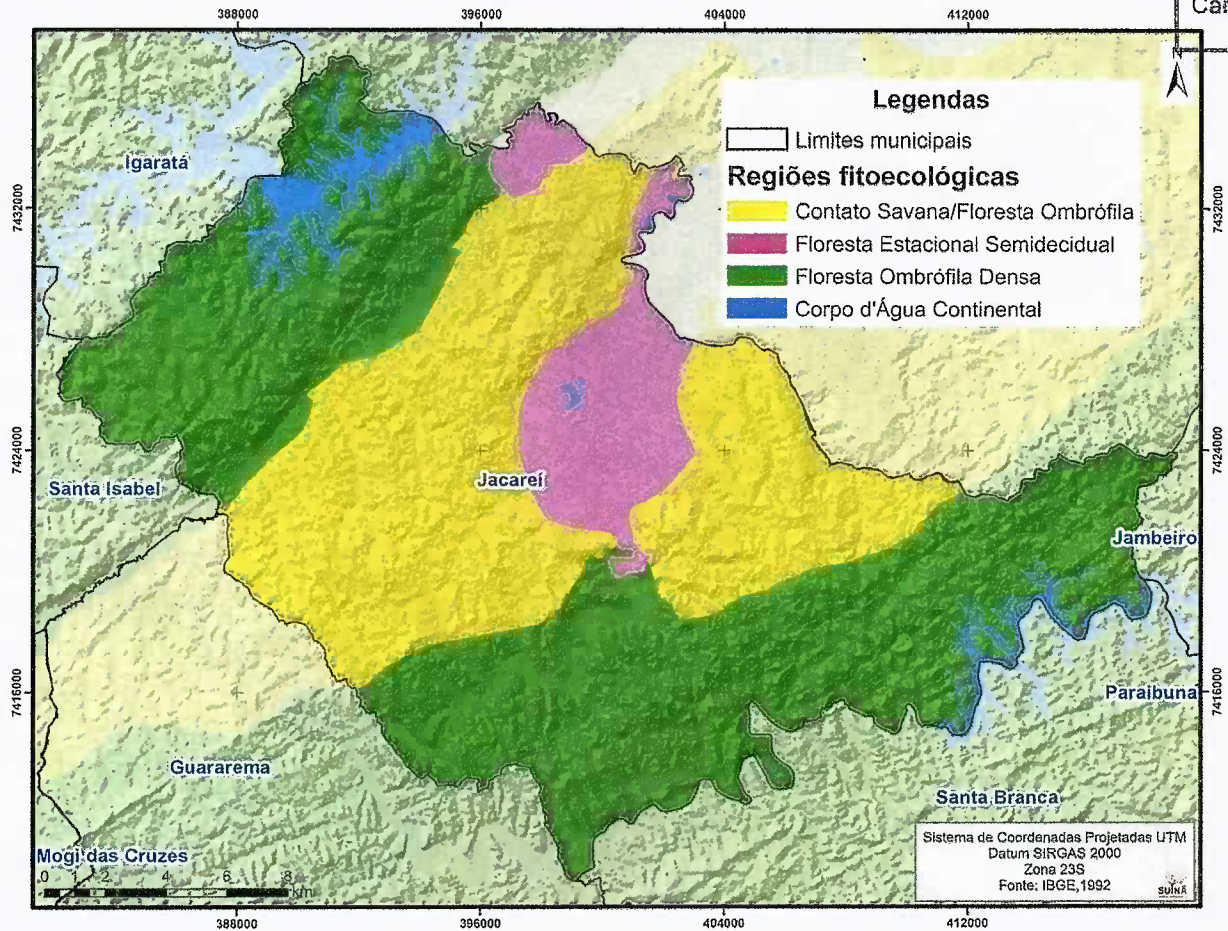 388000
396000
404000
412000
N
Legendas
Limites municipais
Regiões fitoecológicas
Contato Savana/Floresta Ombrófila
Floresta Estacional Semidecidual
Floresta Ombrófila Densa
Corpo d'Água Continental
Igaratá
7432000
7432000
7424000
7424000
Santa Isabel
Jacareí
Jambeiro
7416000
7416000
Paraibuna
Guararema
Santa Branca
Mogi das Cruzes
0 1 2 4 6 8
km
Sistema de Coordenadas Projetadas UTM
Datum SIRGAS 2000
Zona 23S
Fonte: IBGE,1992
SUINÃ
388000
396000
404000
412000